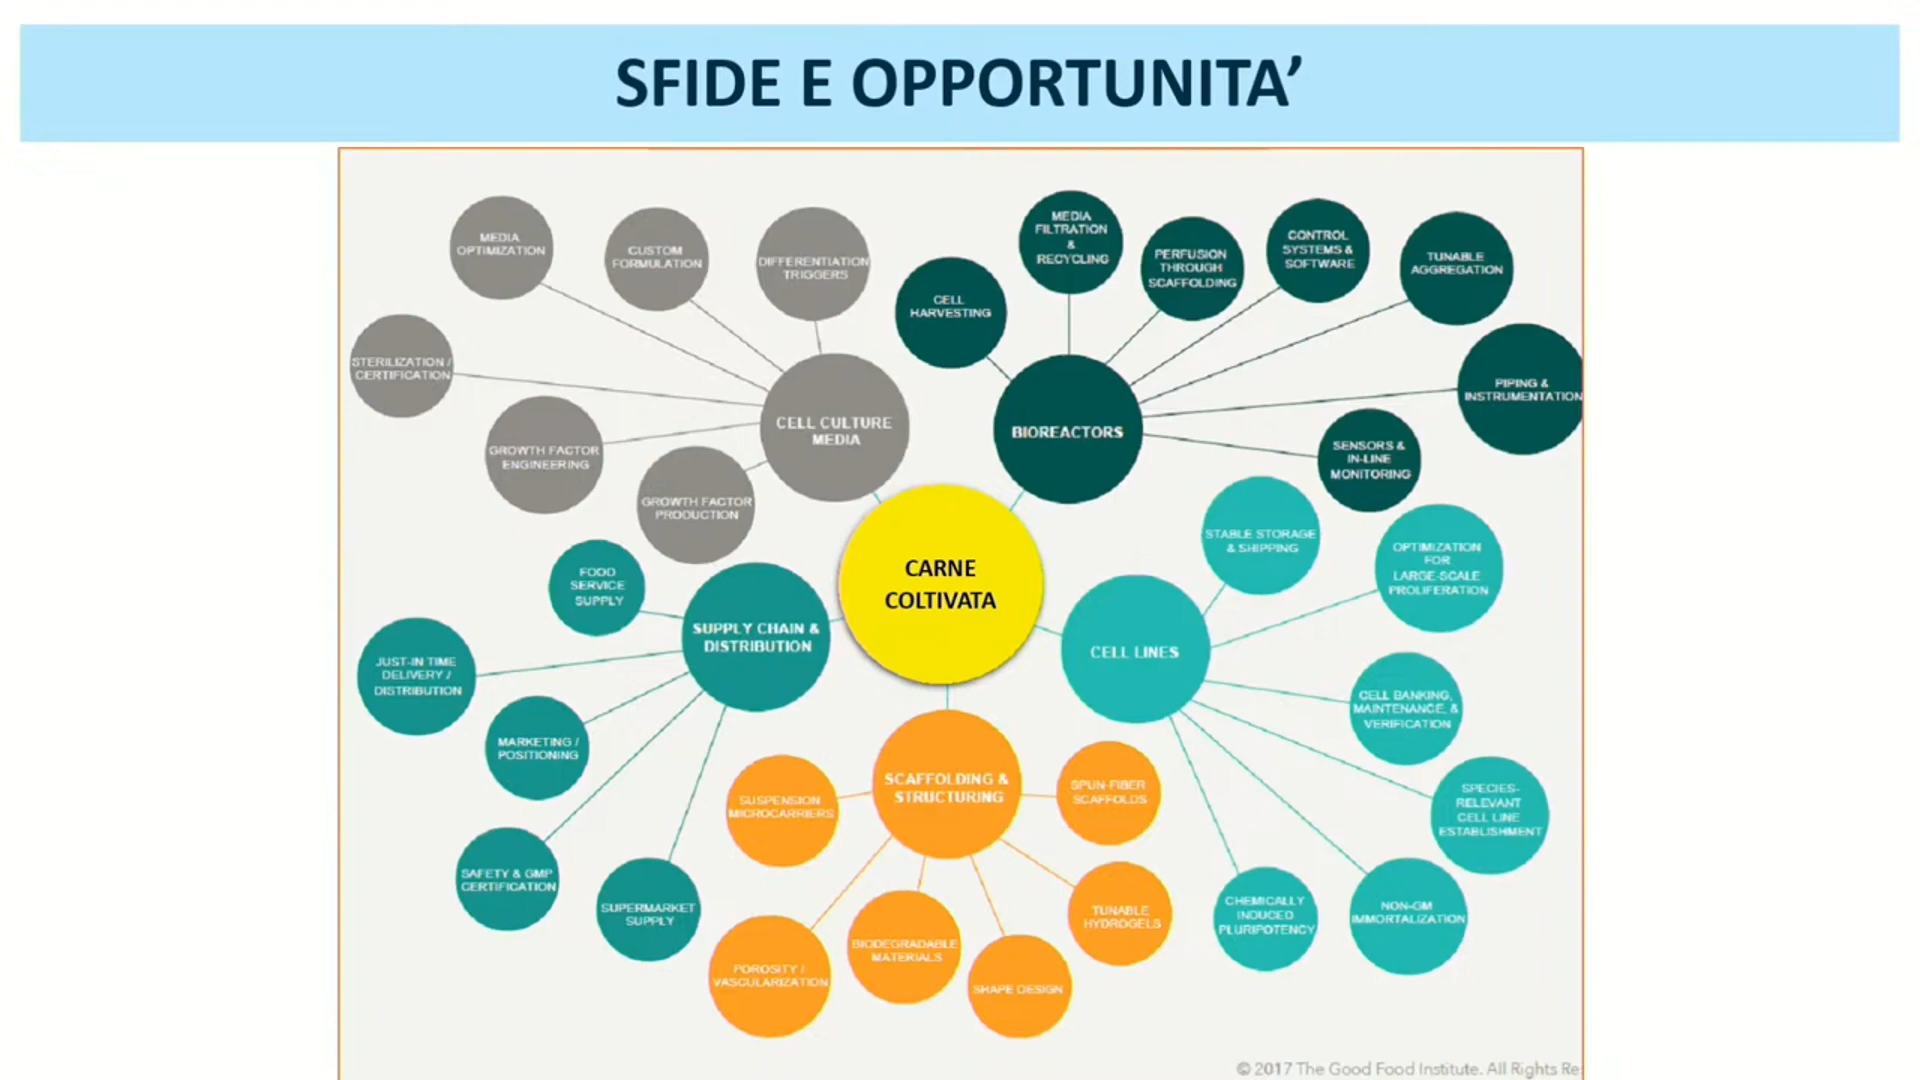 SFIDE E OPPORTUNITA’
MEDIA
OPTIMIZATION
CUSTOM
FORMULATION
DIFFERENTIATION
TRIGGERS
STERILIZATION /
CERTIFICATION
GROWTH FACTOR
ENGINEERING
GROWTH FACTOR
PRODUCTION
CELL CULTURE
MEDIA
CELL
HARVESTING
MEDIA
FILTRATION
&
RECYCLING
PERFUSION
THROUGH
SCAFFOLDING
CONTROL
SYSTEMS &
SOFTWARE
TUNABLE
AGGREGATION
PIPING &
INSTRUMENTATION
SENSORS &
IN-LINE
MONITORING
BIOREACTORS
CARNE
COLTIVATA
FOOD
SERVICE
SUPPLY
SUPPLY CHAIN &
DISTRIBUTION
JUST-IN TIME
DELIVERY /
DISTRIBUTION
MARKETING /
POSITIONING
SAFETY & GMP
CERTIFICATION
SUPERMARKET
SUPPLY
STABLE STORAGE
& SHIPPING
OPTIMIZATION
FOR
LARGE-SCALE
PROLIFERATION
CELL LINES
CELL BANKING,
MAINTENANCE, &
VERIFICATION
SPECIES-
RELEVANT
CELL LINE
ESTABLISHMENT
CHEMICALLY
INDUCED
PLURIPOTENCY
NON-GM
IMMORTALIZATION
SCAFFOLDING &
STRUCTURING
SUSPENSION
MICROCARRIERS
SPUN-FIBER
SCAFFOLDS
TUNABLE
HYDROGELS
POROSITY /
VASCULARIZATION
BIODEGRADABLE
MATERIALS
SHAPE DESIGN
© 2017 The Good Food Institute. All Rights Re